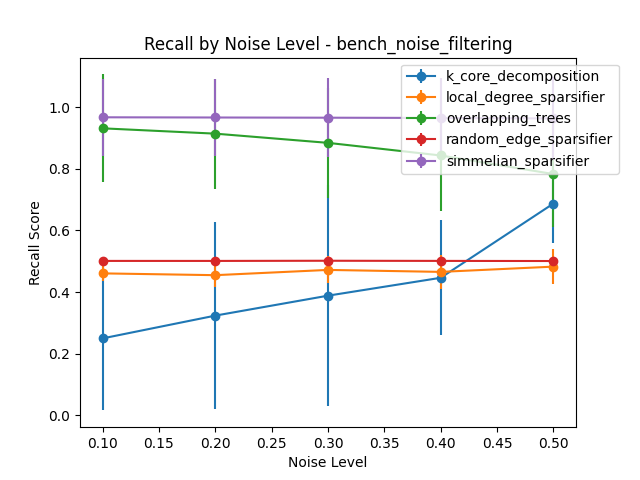 Recall by Noise Level - bench_noise_filtering
k_core_decomposition
local_degree_sparsifier
overlapping_trees
random_edge_sparsifier
simmelian_sparsifier
Recall Score
1.0
0.8
0.6
0.4
0.2
0.0
0.10 0.15 0.20 0.25 0.30 0.35 0.40 0.45 0.50
Noise Level